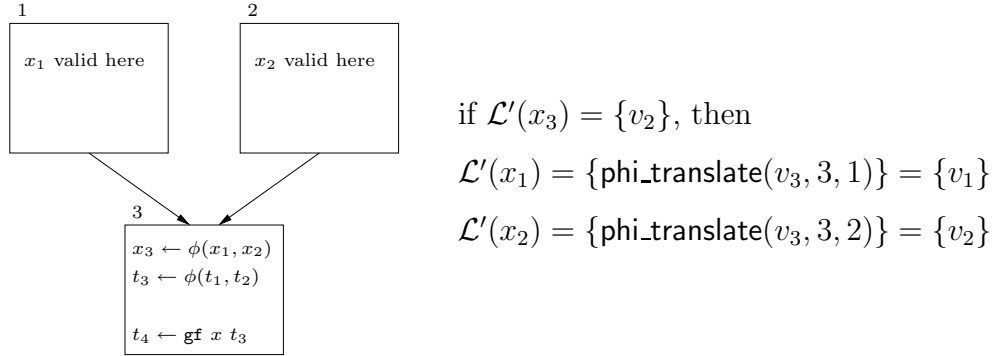 1
x₁ valid here
2
x₂ valid here
3
x₃ ← ϕ(x₁, x₂)
t₃ ← ϕ(t₁, t₂)
t₄ ← gf x t₃
if ℒ′(x₃) = {v₂}, then
ℒ′(x₁) = {phi_translate(v₃, 3, 1)} = {v₁}
ℒ′(x₂) = {phi_translate(v₃, 3, 2)} = {v₂}